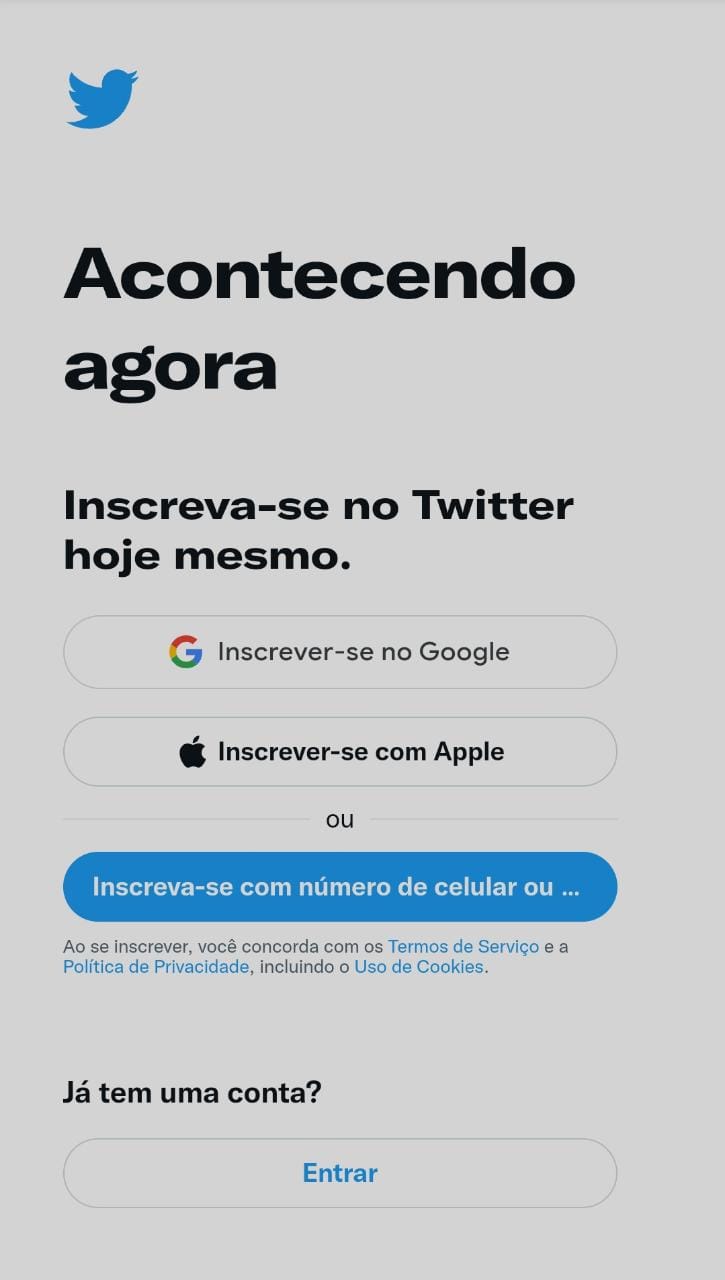 Acontecendo
agora
Inscreva-se no Twitter
hoje mesmo.
Inscrever-se no Google
Inscrever-se com Apple
ou
Inscreva-se com número de celular ou ...
Ao se inscrever, você concorda com os Termos de Serviço e a
Política de Privacidade, incluindo o Uso de Cookies.
Já tem uma conta?
Entrar